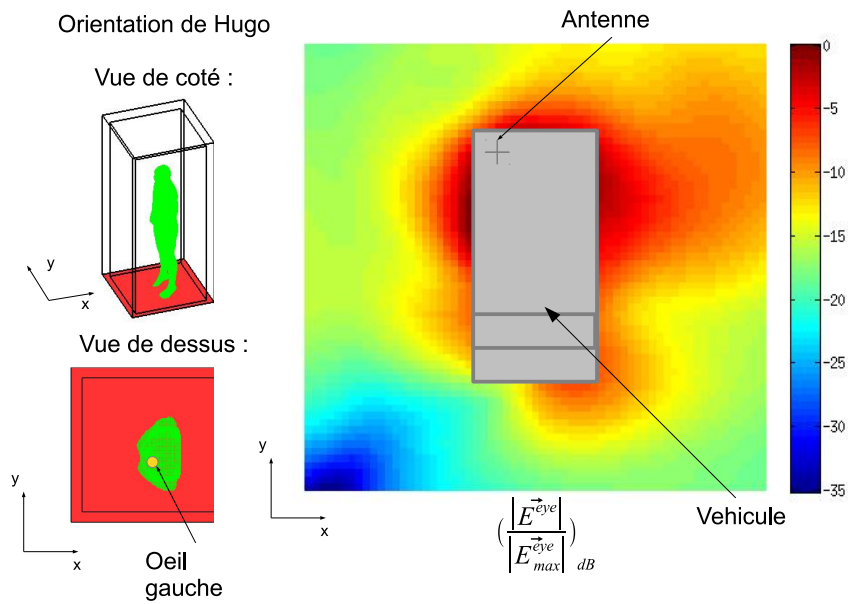 Orientation de Hugo
Antenne
Vue de coté :
y
x
Vue de dessus :
y
x
Oeil
gauche
y
x
Vehicule
0
-5
-10
-15
-20
-25
-30
-35
(|E^eye| / |E^eye_max|)_dB